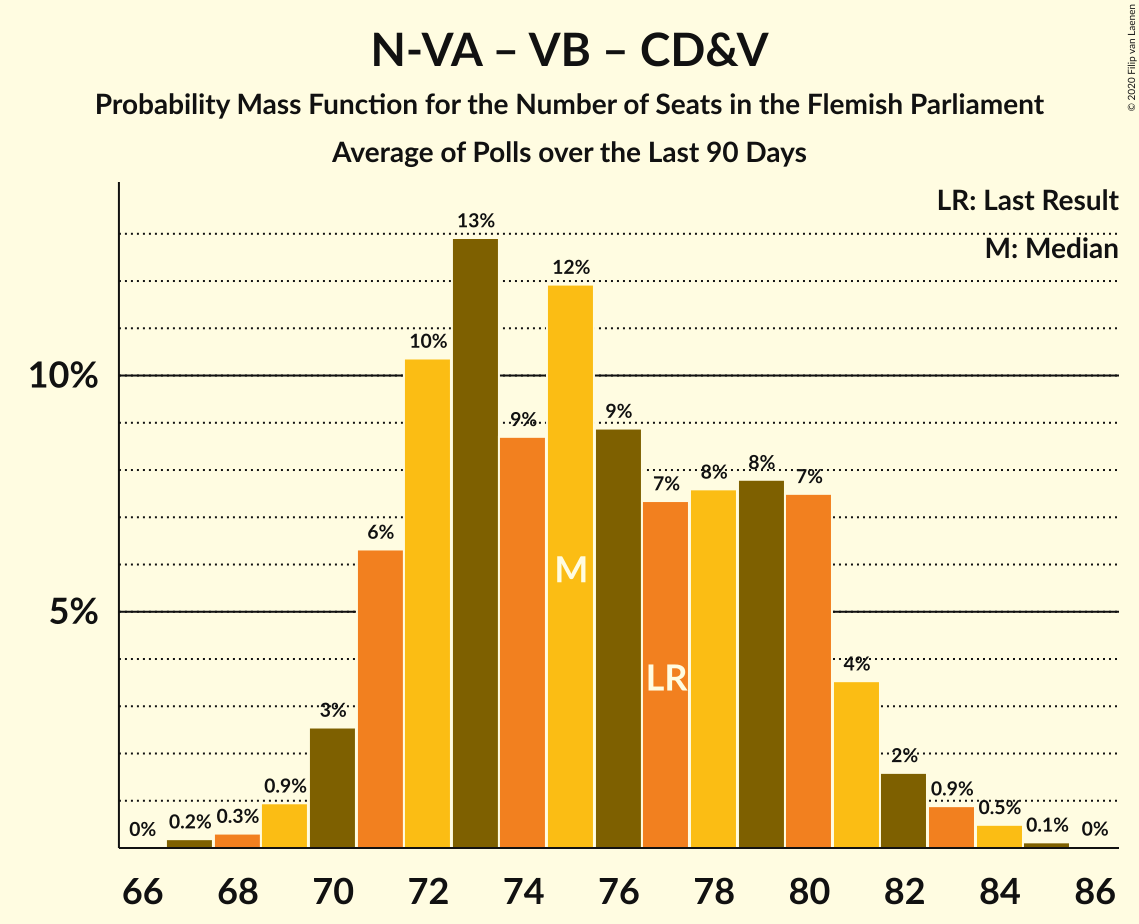 N-VA – VB – CD&V
Probability Mass Function for the Number of Seats in the Flemish Parliament
Average of Polls over the Last 90 Days
© 2020 Filip van Laenen
LR: Last Result
M: Median
10%
5%
0%
0.2%
0.3%
0.9%
3%
6%
10%
13%
9%
12%
9%
7%
8%
8%
7%
4%
2%
0.9%
0.5%
0.1%
0%
M
LR
66 68 70 72 74 76 78 80 82 84 86